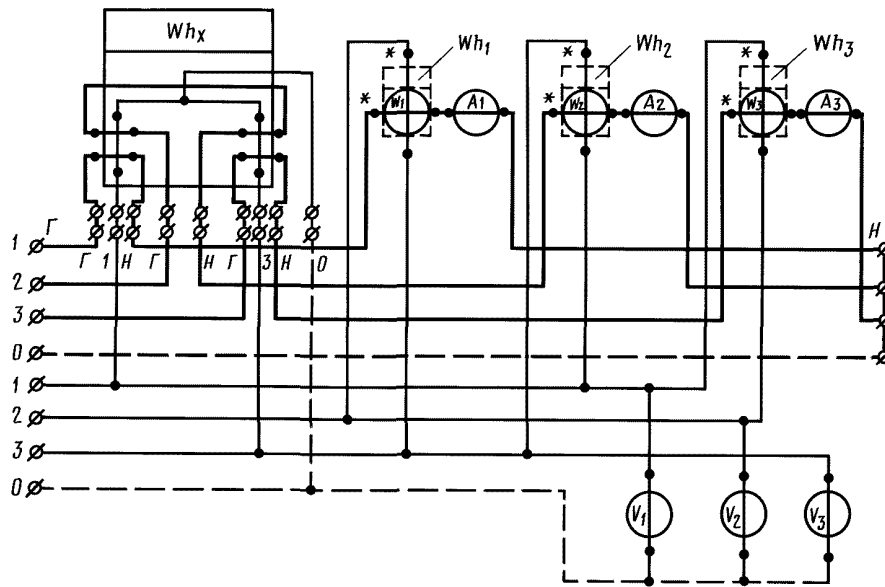 Whx
* Wh1
* Wh2
* Wh3
* W1 A1
* W2 A2
* W3 A3
1 Г
Г 1 Н Г Н Г 3 Н 0
Н
2
3
0
1
2
3
0
V1 V2 V3